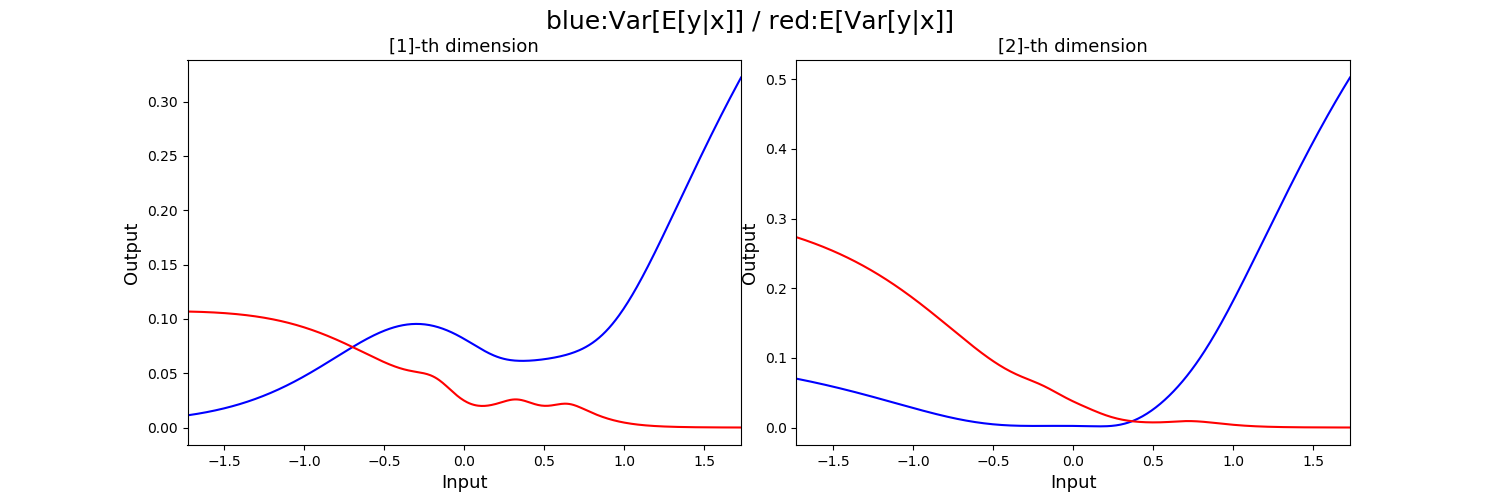 blue:Var[E[y|x]] / red:E[Var[y|x]]
[1]-th dimension
[2]-th dimension
Output
0.30
0.25
0.20
0.15
0.10
0.05
0.00
−1.5 −1.0 −0.5 0.0 0.5 1.0 1.5
Input
Output
0.5
0.4
0.3
0.2
0.1
0.0
−1.5 −1.0 −0.5 0.0 0.5 1.0 1.5
Input